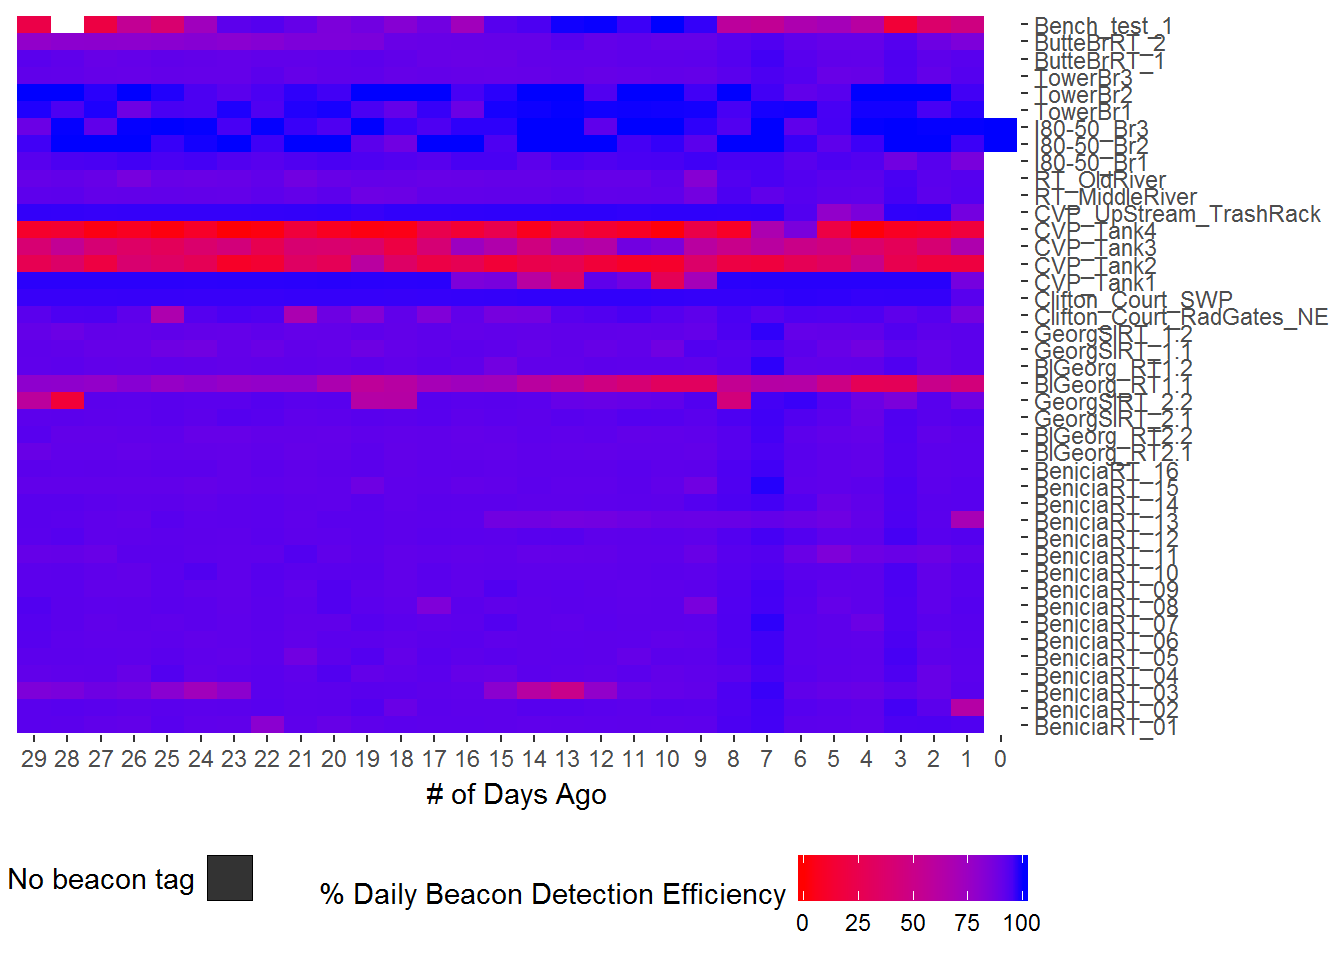 Bench_test_1
ButteBrRT_2
ButteBrRT_1
TowerBr3
TowerBr2
TowerBr1
I80-50_Br3
I80-50_Br2
I80-50_Br1
RT_OldRiver
RT_MiddleRiver
CVP_UpStream_TrashRack
CVP_Tank4
CVP_Tank3
CVP_Tank2
CVP_Tank1
Clifton_Court_SWP
Clifton_Court_RadGates_NE
GeorgSlRT_1.2
GeorgSlRT_1.1
BlGeorg_RT1.2
BlGeorg_RT1.1
GeorgSlRT_2.2
GeorgSlRT_2.1
BlGeorg_RT2.2
BlGeorg_RT2.1
BeniciaRT_16
BeniciaRT_15
BeniciaRT_14
BeniciaRT_13
BeniciaRT_12
BeniciaRT_11
BeniciaRT_10
BeniciaRT_09
BeniciaRT_08
BeniciaRT_07
BeniciaRT_06
BeniciaRT_05
BeniciaRT_04
BeniciaRT_03
BeniciaRT_02
BeniciaRT_01
29 28 27 26 25 24 23 22 21 20 19 18 17 16 15 14 13 12 11 10 9 8 7 6 5 4 3 2 1 0
# of Days Ago
No beacon tag
% Daily Beacon Detection Efficiency
0 25 50 75 100